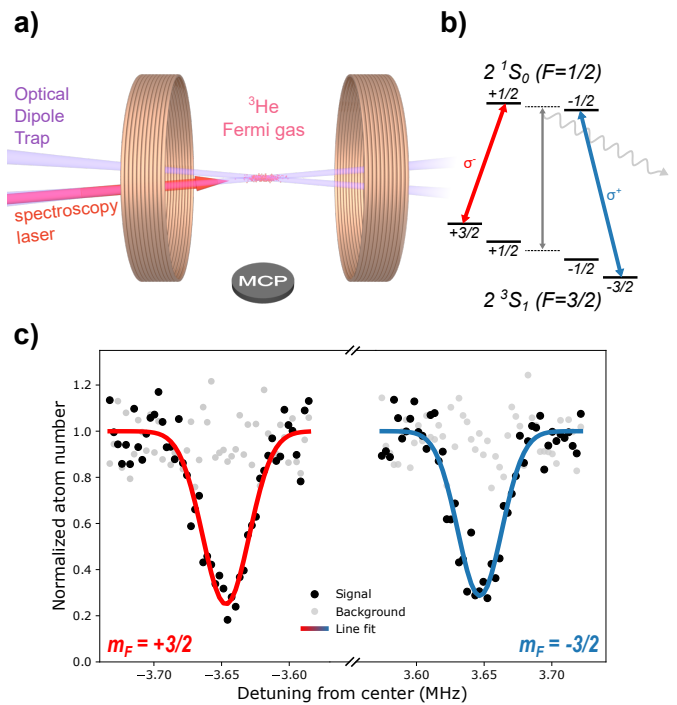 a)
Optical
Dipole
Trap
³He
Fermi gas
spectroscopy
laser
MCP
b)
2 ¹S₀ (F=1/2)
+1/2
-1/2
σ⁻
σ⁺
+3/2
+1/2
-1/2
-3/2
2 ³S₁ (F=3/2)
c)
Normalized atom number
1.2
1.0
0.8
0.6
0.4
0.2
0.0
Signal
Background
Line fit
m_F = +3/2
m_F = -3/2
−3.70
−3.65
−3.60
3.60
3.65
3.70
Detuning from center (MHz)